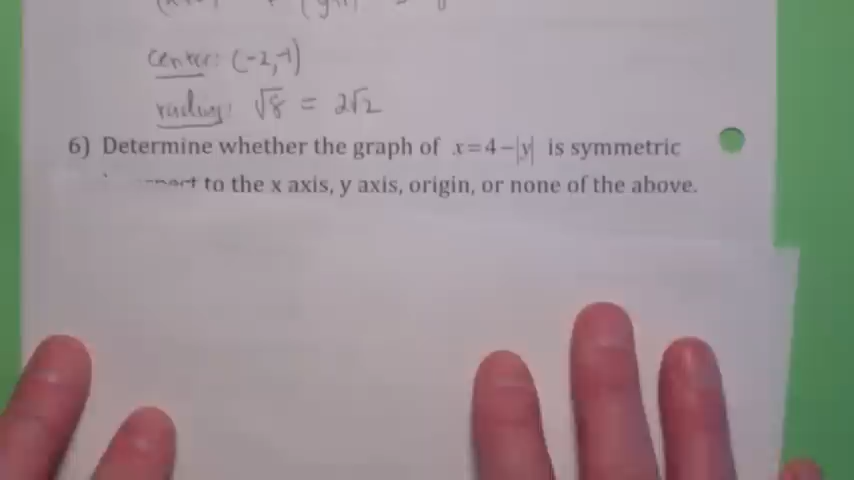 center: (-2,-1)
radius: √8 = 2√2
6) Determine whether the graph of x=4-|y| is symmetric
to the x axis, y axis, origin, or none of the above.